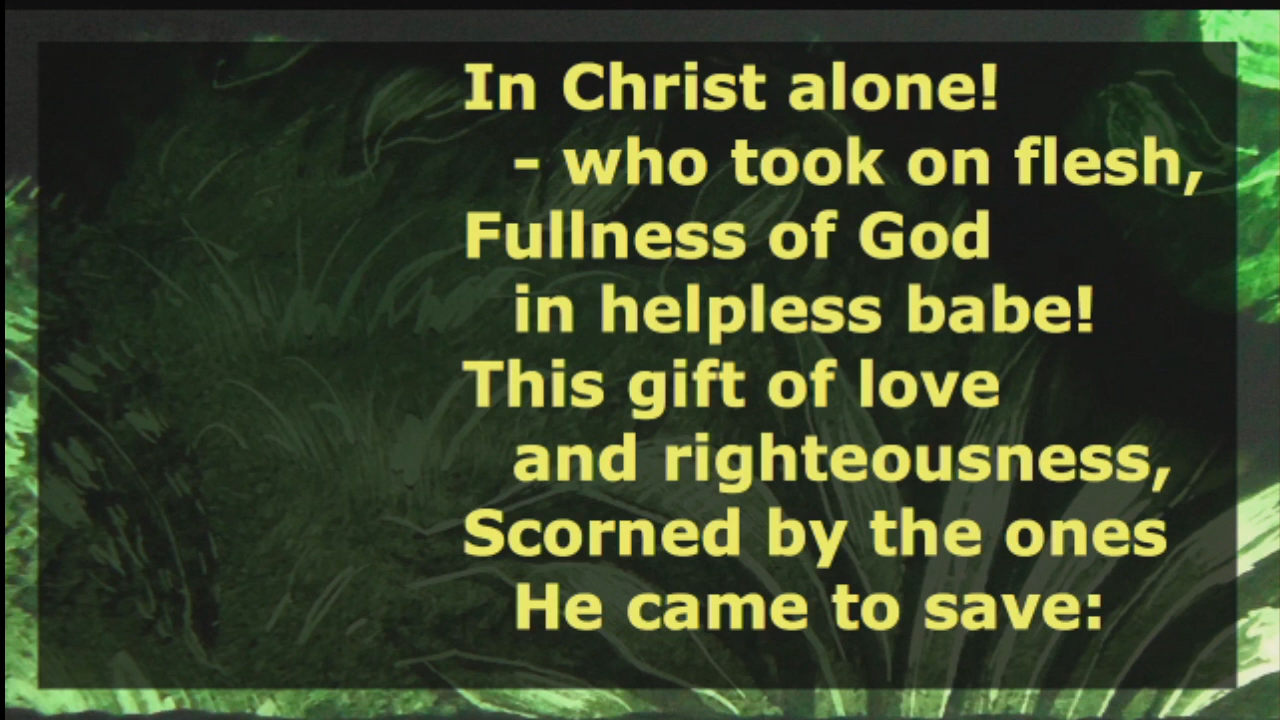 In Christ alone!
- who took on flesh,
Fullness of God
in helpless babe!
This gift of love
and righteousness,
Scorned by the ones
He came to save: